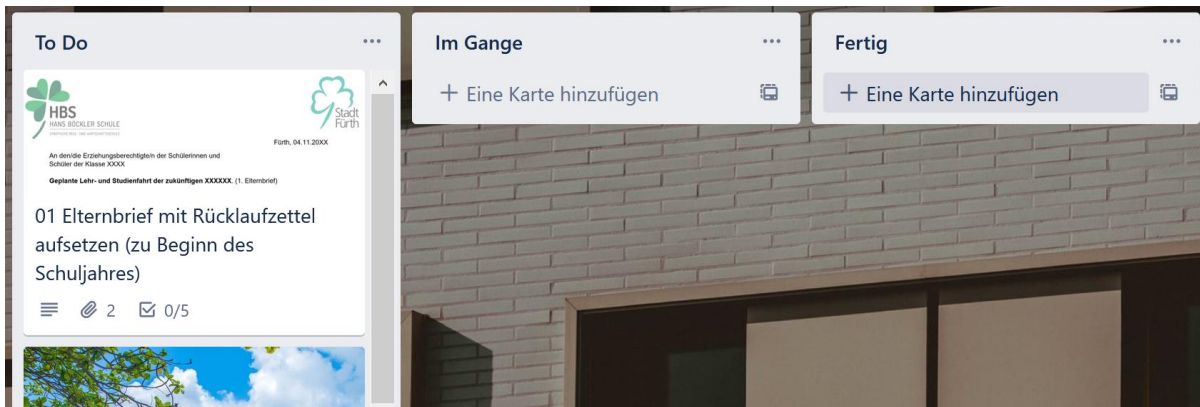 To Do
HBS
HANS BÖCKLER SCHULE
Stadt
Fürth
Fürth, 04.11.20XX
An den/die Erziehungsberechtigte/n der Schülerinnen und
Schüler der Klasse XXXX
Geplante Lehr- und Studienfahrt der zukünftigen XXXXXX. (1. Elternbrief)
01 Elternbrief mit Rücklaufzettel
aufsetzen (zu Beginn des
Schuljahres)
2 0/5
Im Gange
+ Eine Karte hinzufügen
Fertig
+ Eine Karte hinzufügen